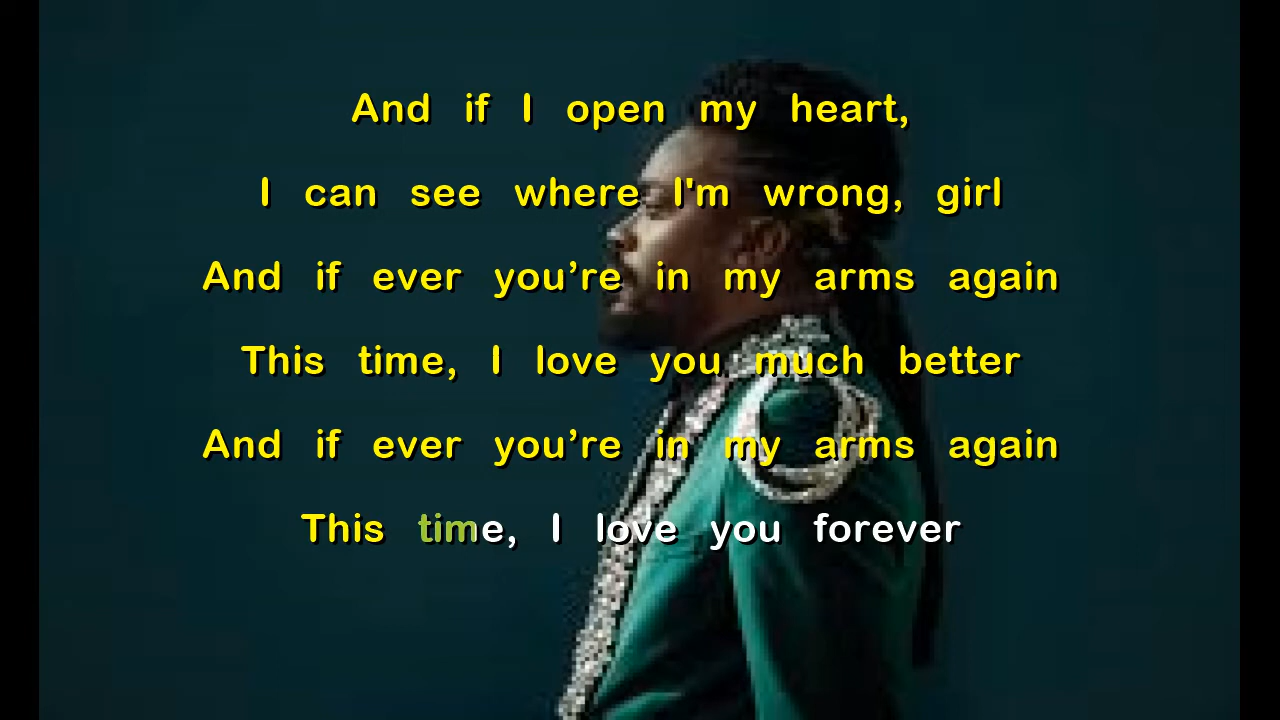 And if I open my heart,
I can see where I'm wrong, girl
And if ever you’re in my arms again
This time, I love you much better
And if ever you’re in my arms again
This time, I love you forever